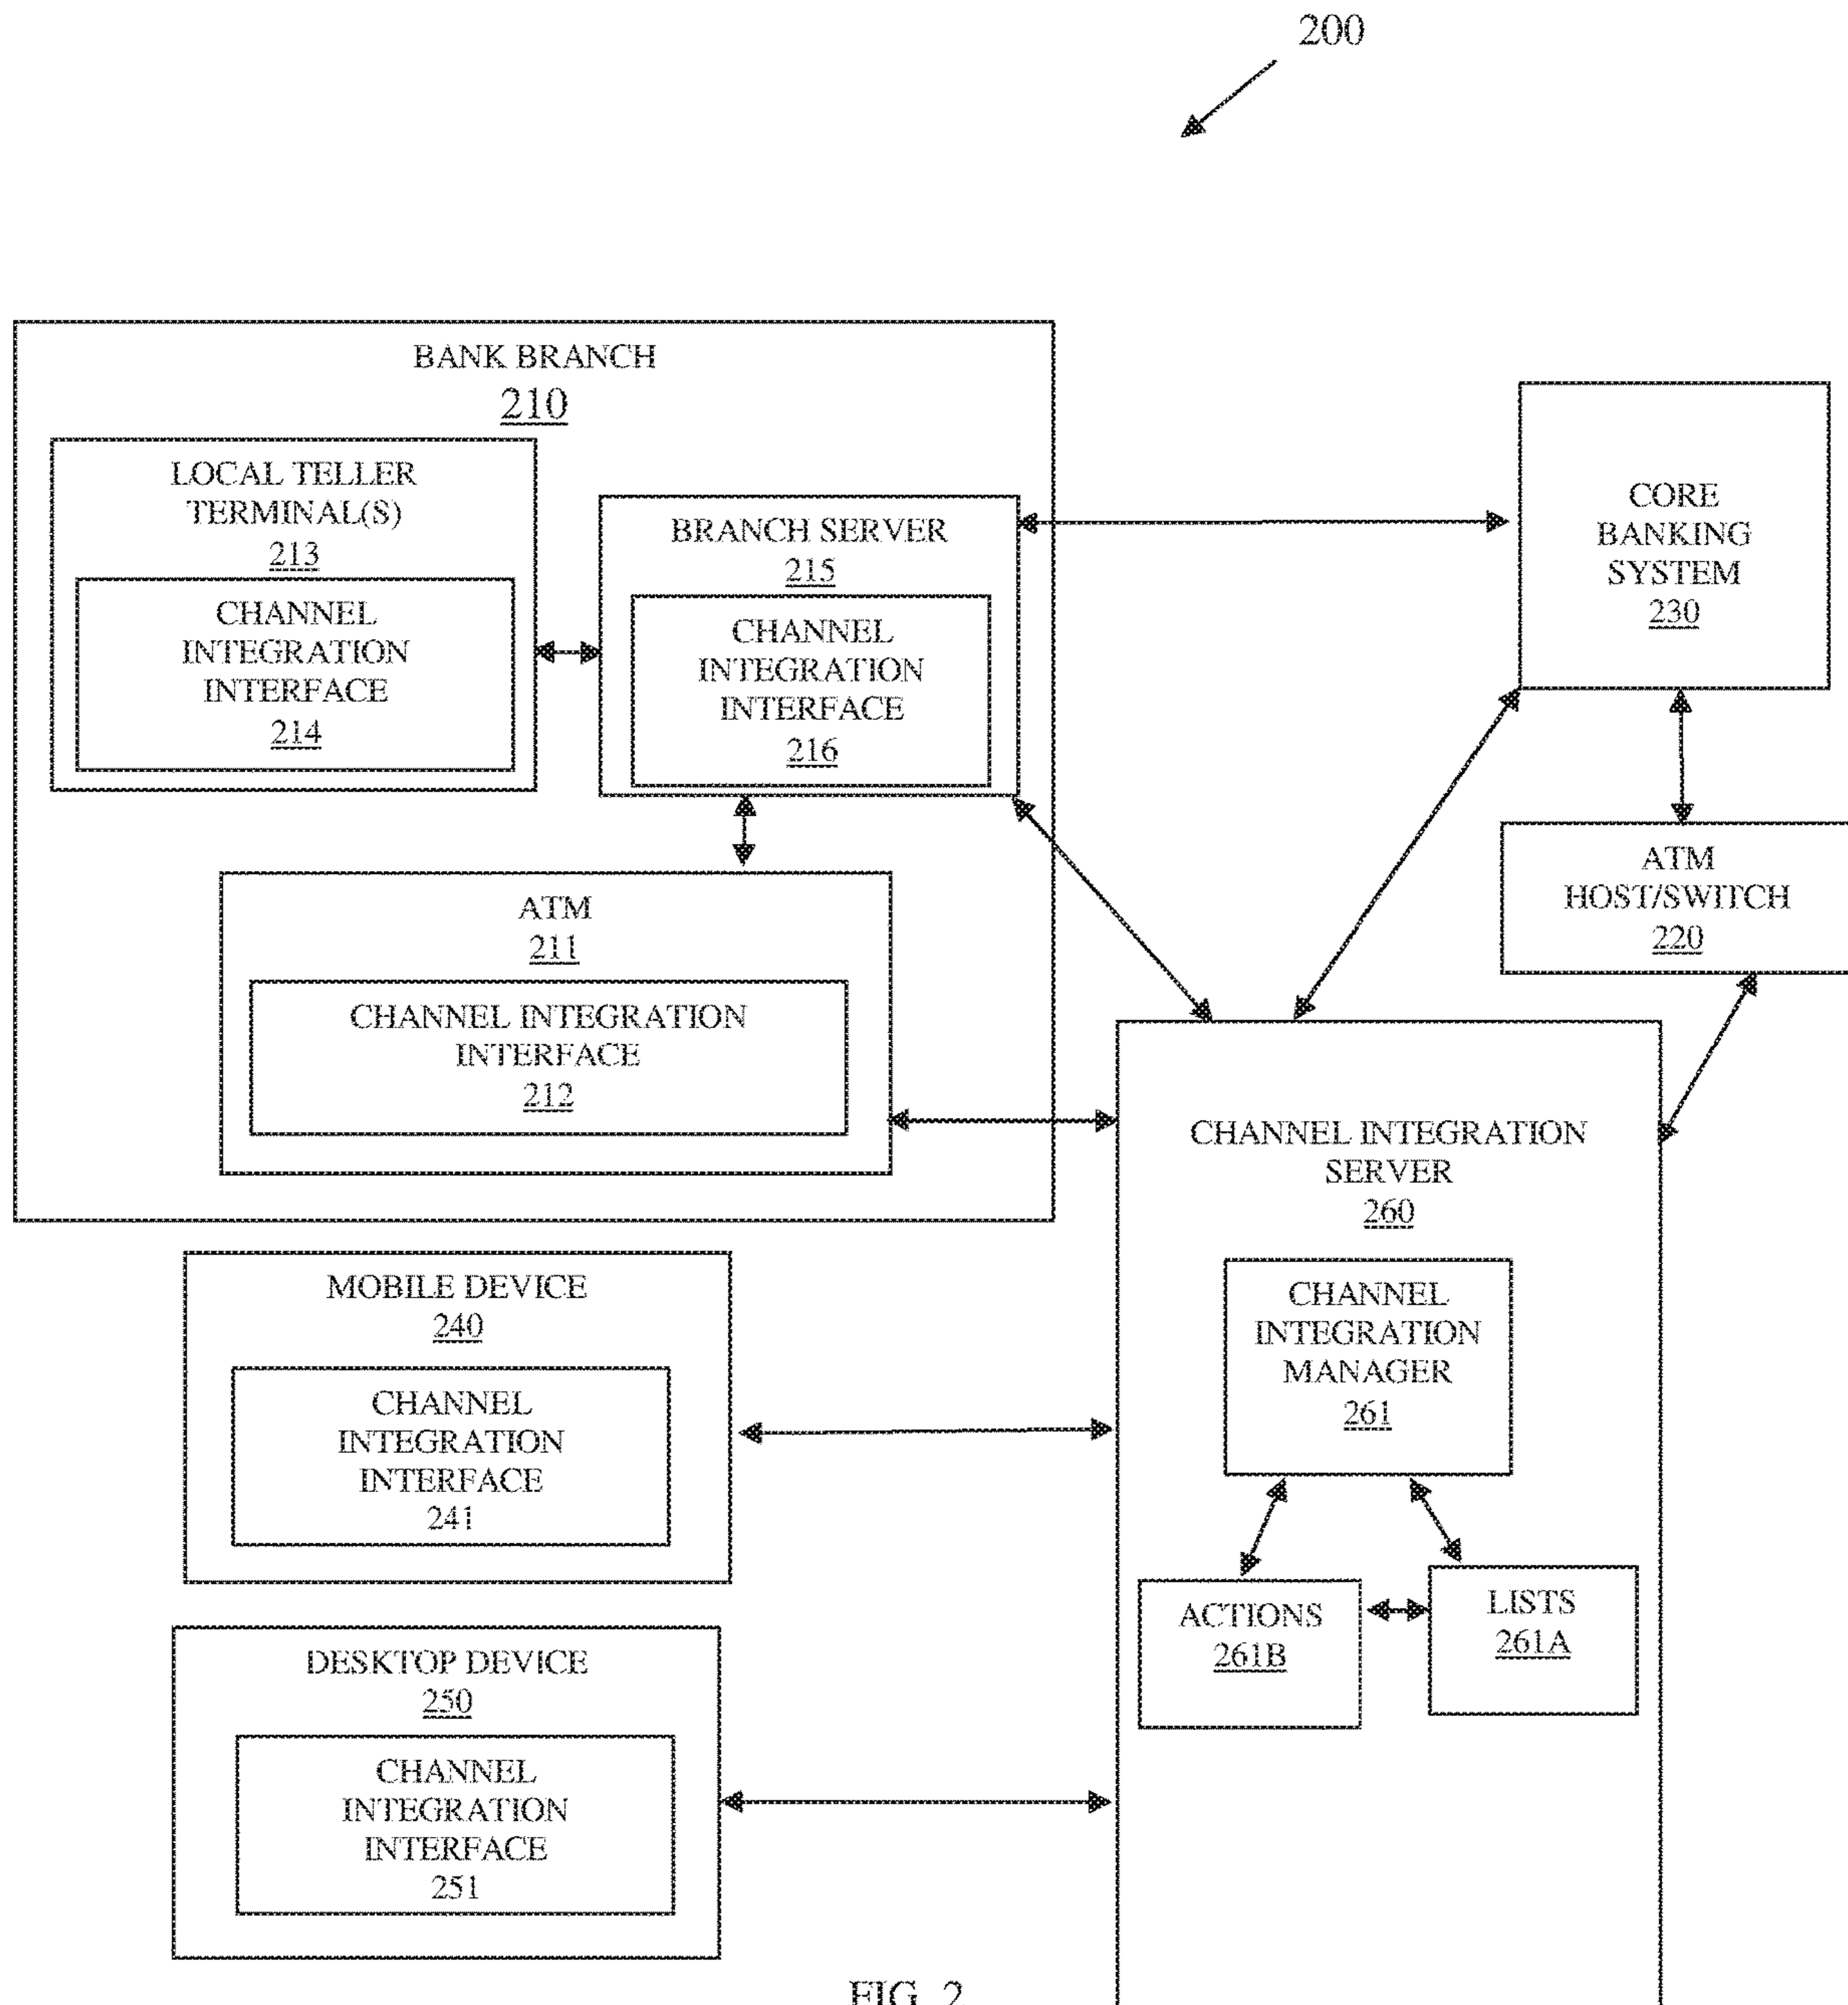 200
BANK BRANCH
210
LOCAL TELLER
TERMINAL(S)
213
CHANNEL
INTEGRATION
INTERFACE
214
BRANCH SERVER
215
CHANNEL
INTEGRATION
INTERFACE
216
CORE
BANKING
SYSTEM
230
ATM
HOST/SWITCH
220
ATM
211
CHANNEL INTEGRATION
INTERFACE
212
CHANNEL INTEGRATION
SERVER
260
CHANNEL
INTEGRATION
MANAGER
261
ACTIONS
261B
LISTS
261A
MOBILE DEVICE
240
CHANNEL
INTEGRATION
INTERFACE
241
DESKTOP DEVICE
250
CHANNEL
INTEGRATION
INTERFACE
251
FIG. 2